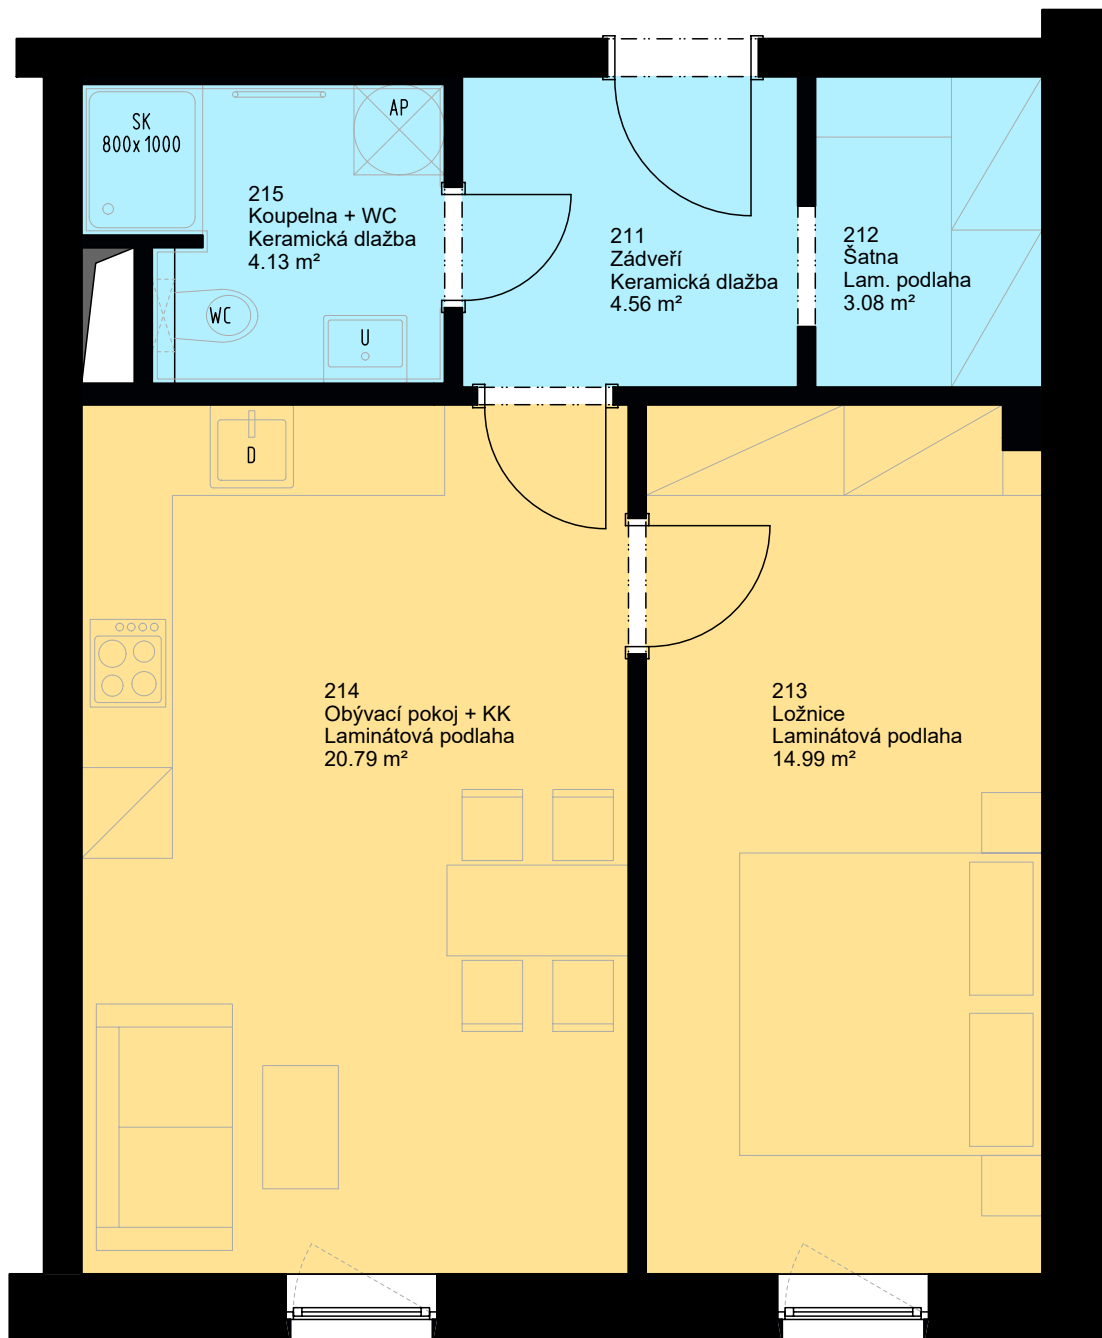 SK
800x1000
AP
215
Koupelna + WC
Keramická dlažba
4.13 m²
WC
U
211
Zádveří
Keramická dlažba
4.56 m²
212
Šatna
Lam. podlaha
3.08 m²
D
214
Obývací pokoj + KK
Laminátová podlaha
20.79 m²
213
Ložnice
Laminátová podlaha
14.99 m²